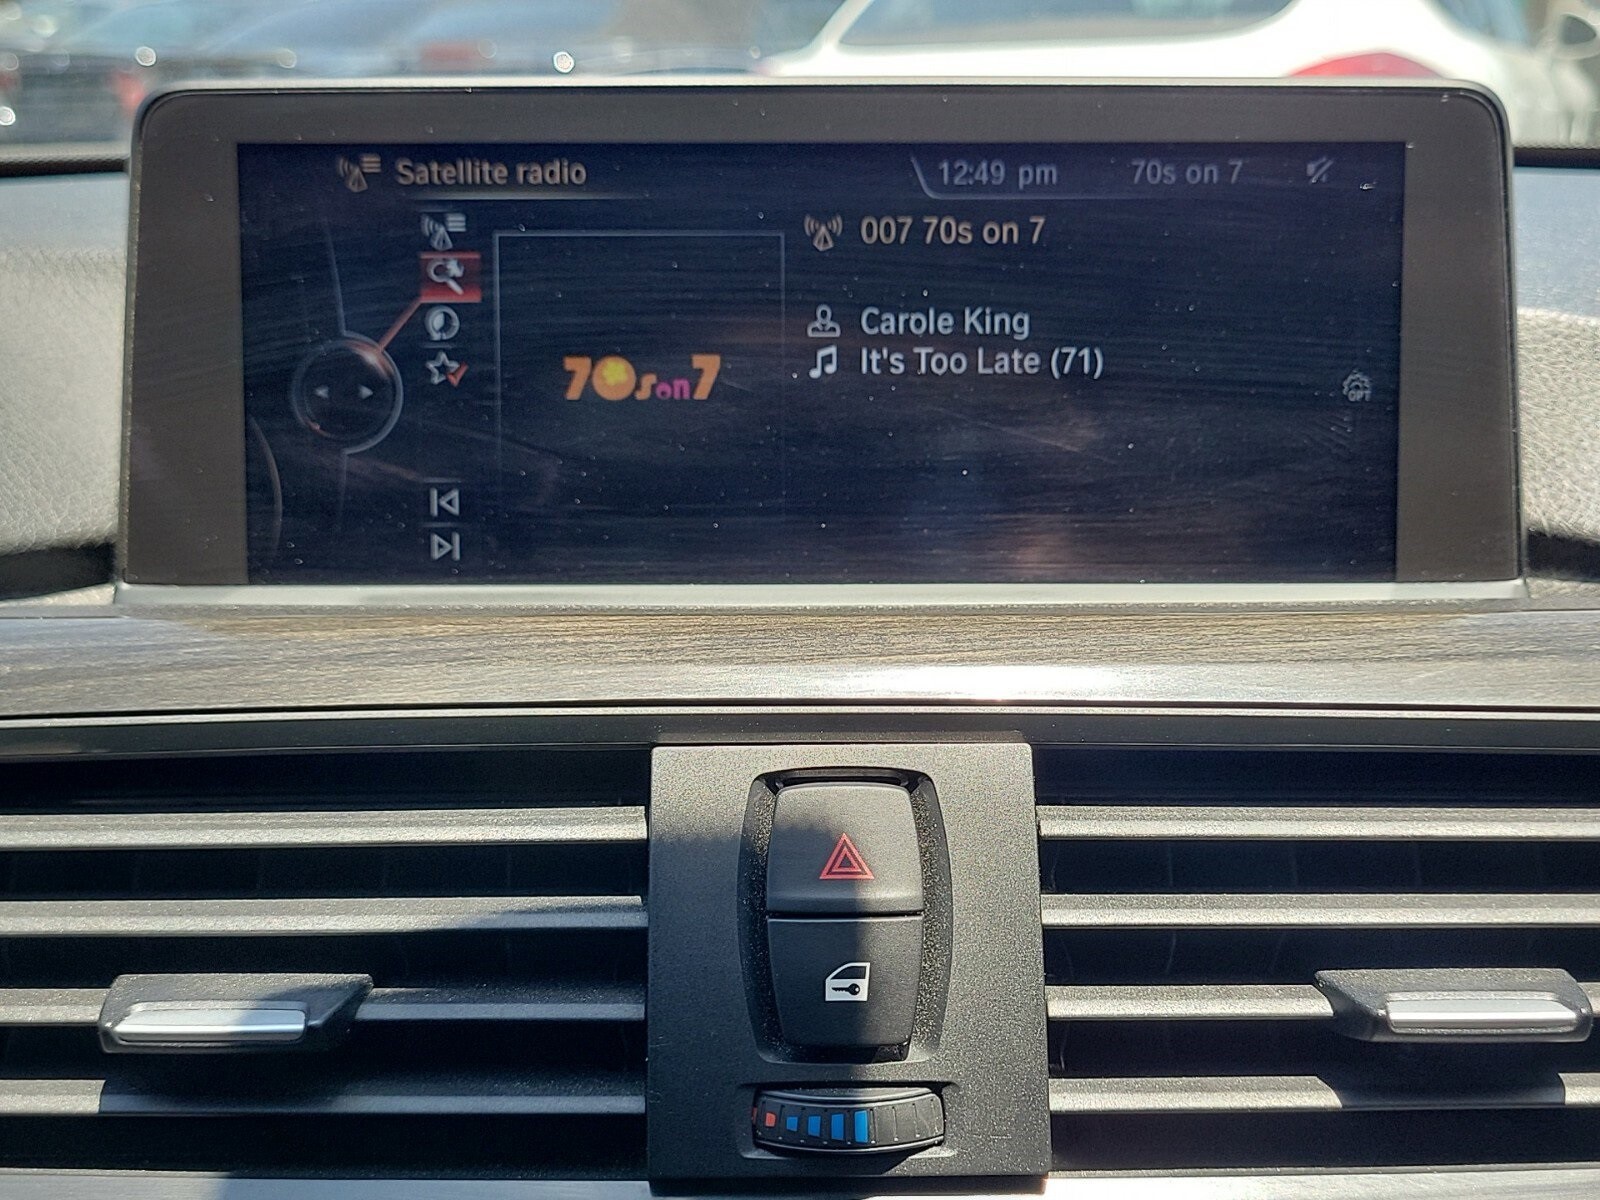 Satellite radio
12:49 pm
70s on 7
007 70s on 7
Carole King
It's Too Late (71)
70s on 7
OPT